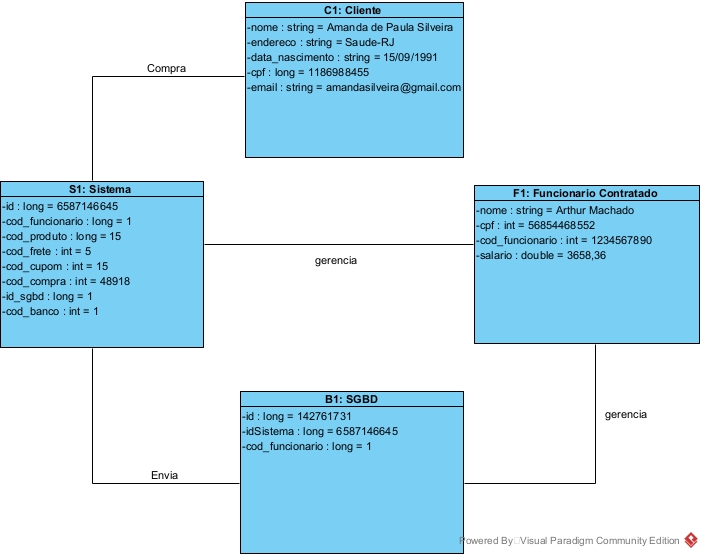 C1: Cliente
-nome : string = Amanda de Paula Silveira
-endereco : string = Saude-RJ
-data_nascimento : string = 15/09/1991
-cpf : long = 1186988455
-email : string = amandasilveira@gmail.com
Compra
S1: Sistema
-id : long = 6587146645
-cod_funcionario : long = 1
-cod_produto : long = 15
-cod_frete : int = 5
-cod_cupom : int = 15
-cod_compra : int = 48918
-id_sgbd : long = 1
-cod_banco : int = 1
gerencia
F1: Funcionario Contratado
-nome : string = Arthur Machado
-cpf : int = 56854468552
-cod_funcionario : int = 1234567890
-salario : double = 3658,36
gerencia
B1: SGBD
-id : long = 142761731
-idSistema : long = 6587146645
-cod_funcionario : long = 1
Envia
Powered By Visual Paradigm Community Edition